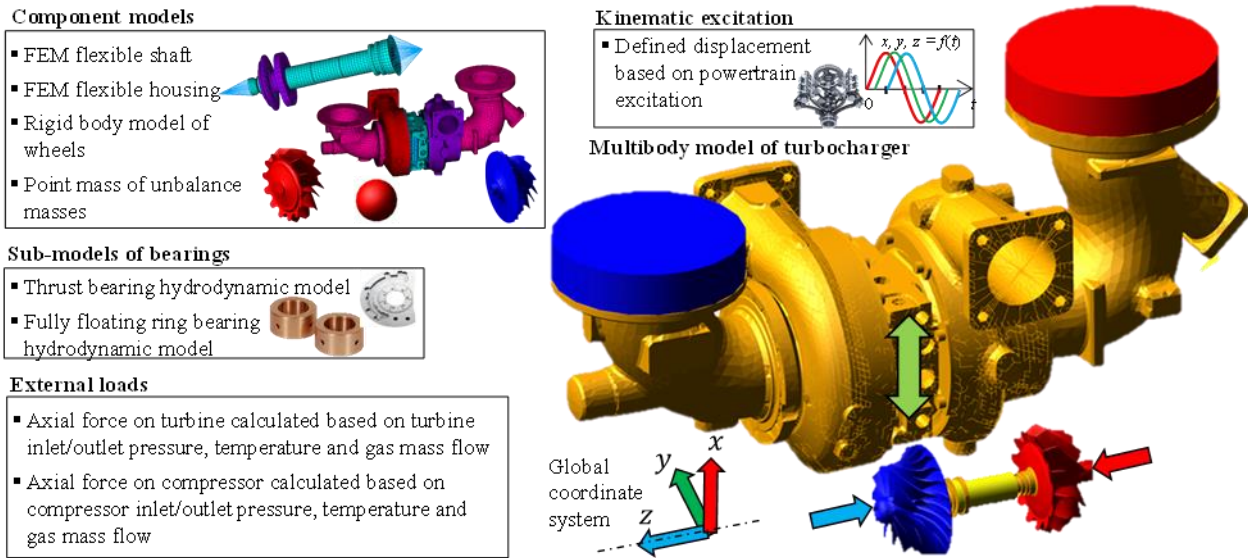 Component models
▪ FEM flexible shaft
▪ FEM flexible housing
▪ Rigid body model of
wheels
▪ Point mass of unbalance
masses
Sub-models of bearings
▪ Thrust bearing hydrodynamic model
▪ Fully floating ring bearing
hydrodynamic model
External loads
▪ Axial force on turbine calculated based on turbine
inlet/outlet pressure, temperature and gas mass flow
▪ Axial force on compressor calculated based on
compressor inlet/outlet pressure, temperature and
gas mass flow
Kinematic excitation
▪ Defined displacement
based on powertrain
excitation
x, y, z = f(t)
0
t
Multibody model of turbocharger
Global
coordinate
system
x
y
z